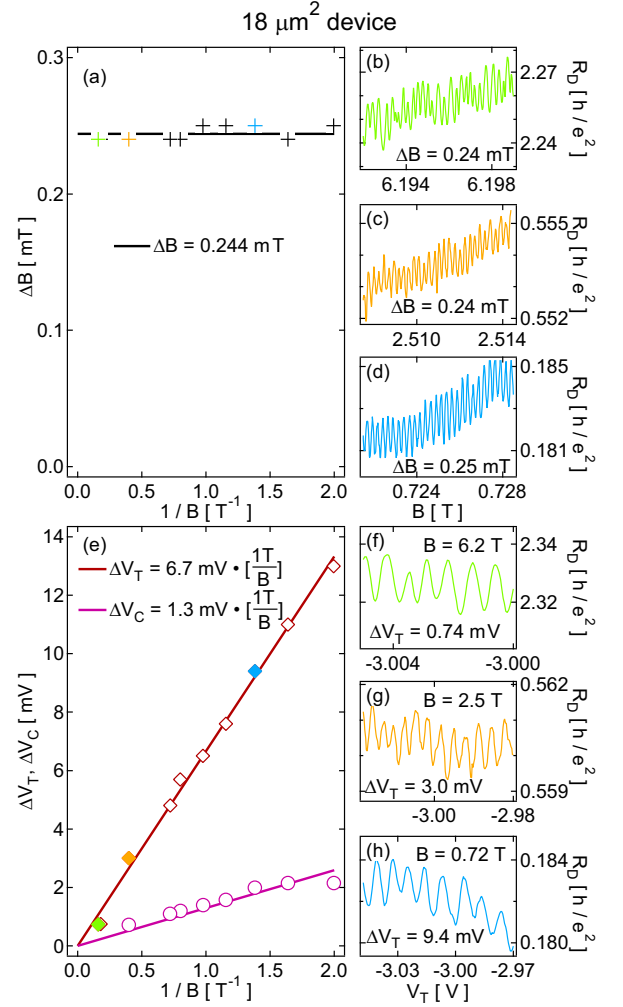 18 μm² device
(a)
0.3
0.2
0.1
0.0
ΔB [ mT ]
ΔB = 0.244 mT
0.0 0.5 1.0 1.5 2.0
1 / B [ T⁻¹ ]
(b)
2.27
2.24
R_D [ h / e² ]
ΔB = 0.24 mT
6.194 6.198
(c)
0.555
0.552
R_D [ h / e² ]
ΔB = 0.24 mT
2.510 2.514
(d)
0.185
0.181
R_D [ h / e² ]
ΔB = 0.25 mT
0.724 0.728
B [ T ]
(e)
14
12
10
8
6
4
2
0
ΔV_T, ΔV_C [ mV ]
ΔV_T = 6.7 mV • [1T/B]
ΔV_C = 1.3 mV • [1T/B]
0.0 0.5 1.0 1.5 2.0
1 / B [ T⁻¹ ]
(f)
B = 6.2 T
2.34
2.32
R_D [ h / e² ]
ΔV_T = 0.74 mV
-3.004 -3.000
(g)
B = 2.5 T
0.562
0.559
R_D [ h / e² ]
ΔV_T = 3.0 mV
-3.00 -2.98
(h)
B = 0.72 T
0.184
0.180
R_D [ h / e² ]
ΔV_T = 9.4 mV
-3.03 -3.00 -2.97
V_T [ V ]